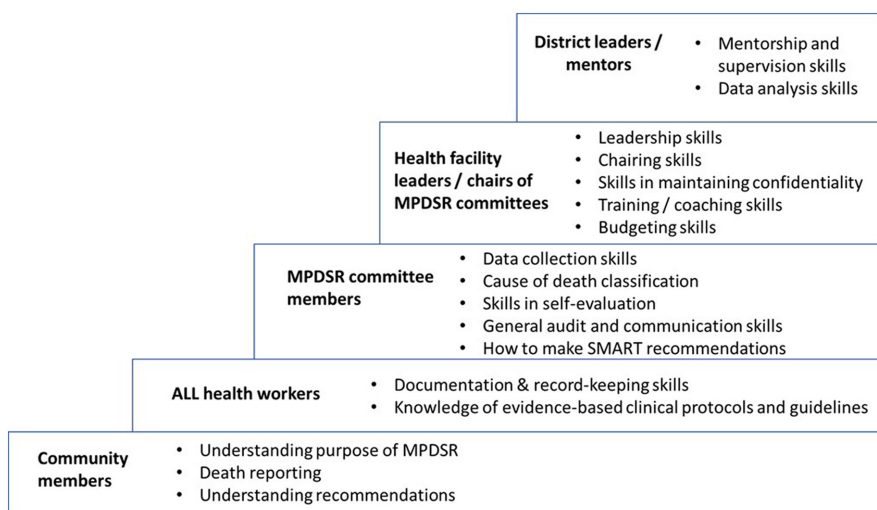 District leaders /
mentors
• Mentorship and
supervision skills
• Data analysis skills
Health facility
leaders / chairs of
MPDSR committees
• Leadership skills
• Chairing skills
• Skills in maintaining confidentiality
• Training / coaching skills
• Budgeting skills
MPDSR committee
members
• Data collection skills
• Cause of death classification
• Skills in self-evaluation
• General audit and communication skills
• How to make SMART recommendations
ALL health workers
• Documentation & record-keeping skills
• Knowledge of evidence-based clinical protocols and guidelines
Community
members
• Understanding purpose of MPDSR
• Death reporting
• Understanding recommendations